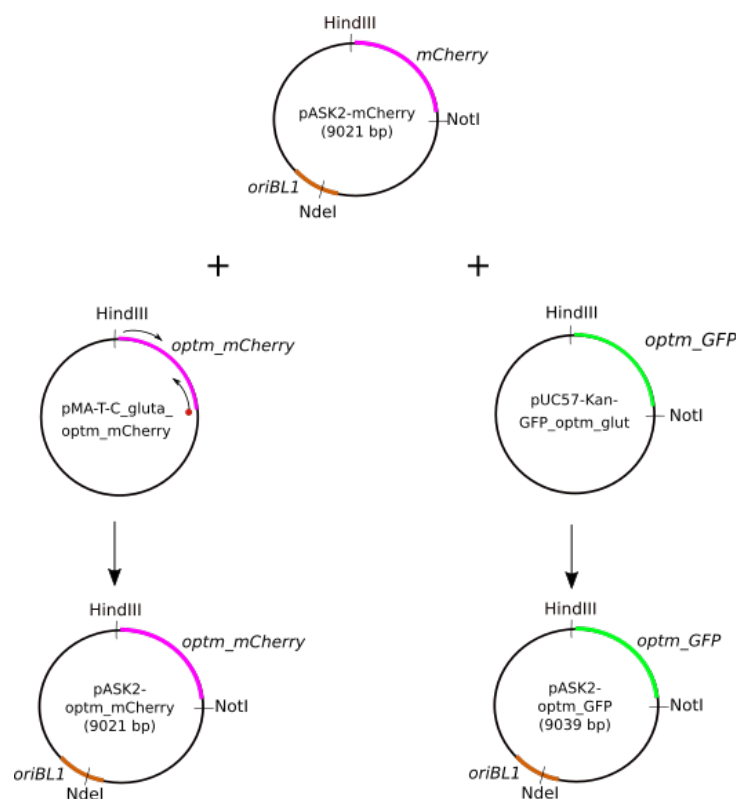 HindIII
mCherry
pASK2-mCherry
(9021 bp)
NotI
oriBL1
NdeI
+ +
HindIII
optm_mCherry
pMA-T-C_gluta_
optm_mCherry
HindIII
optm_GFP
pUC57-Kan-
GFP_optm_glut
NotI
HindIII
optm_mCherry
pASK2-
optm_mCherry
(9021 bp)
NotI
oriBL1
NdeI
HindIII
optm_GFP
pASK2-
optm_GFP
(9039 bp)
NotI
oriBL1
NdeI